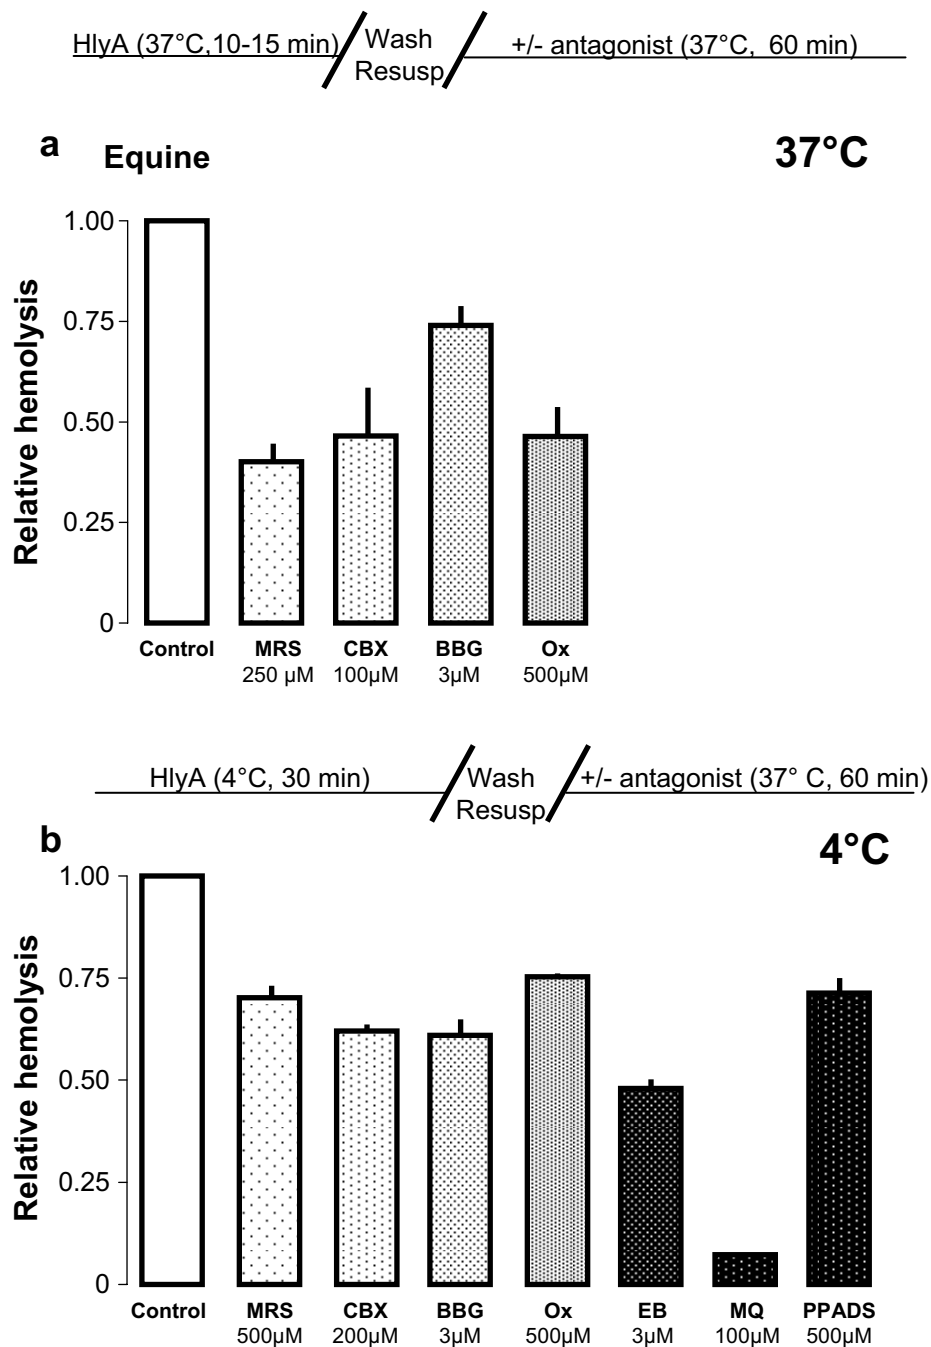 HlyA (37°C,10-15 min)
Wash
Resusp
+/- antagonist (37°C, 60 min)
a
Equine
37°C
Relative hemolysis
1.00
0.75
0.50
0.25
0
Control
MRS
CBX
BBG
Ox
250 µM
100µM
3µM
500µM
HlyA (4°C, 30 min)
Wash
Resusp
+/- antagonist (37° C, 60 min)
b
4°C
Relative hemolysis
1.00
0.75
0.50
0.25
0
Control
MRS
CBX
BBG
Ox
EB
MQ
PPADS
500µM
200µM
3µM
500µM
3µM
100µM
500µM